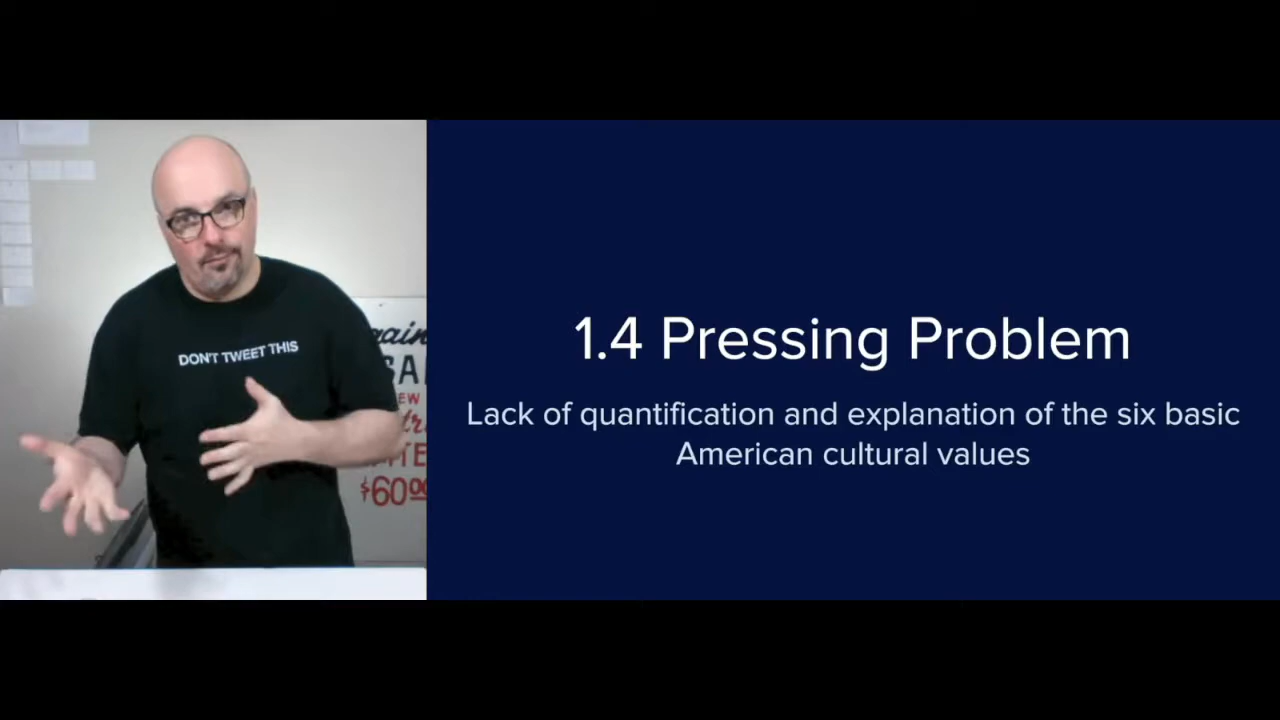 DON'T TWEET THIS
$60.00
1.4 Pressing Problem
Lack of quantification and explanation of the six basic
American cultural values